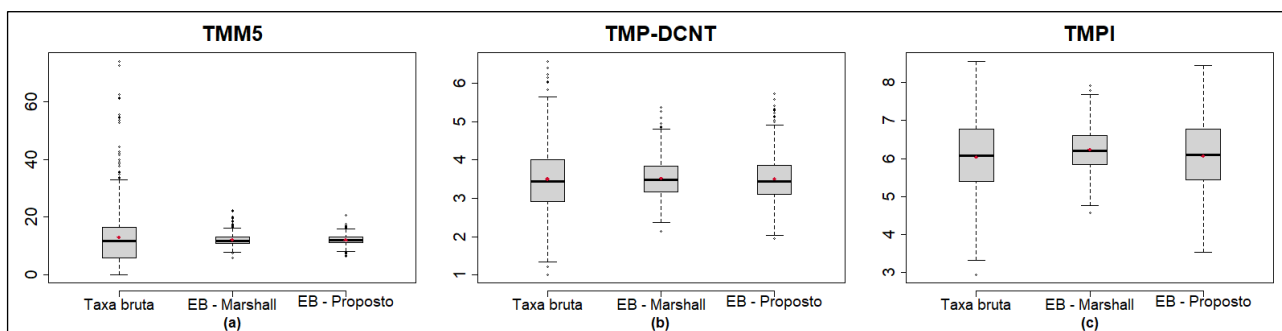 TMM5
60
40
20
0
Taxa bruta
EB - Marshall
EB - Proposto
(a)
TMP-DCNT
6
5
4
3
2
1
Taxa bruta
EB - Marshall
EB - Proposto
(b)
TMPI
8
7
6
5
4
3
Taxa bruta
EB - Marshall
EB - Proposto
(c)